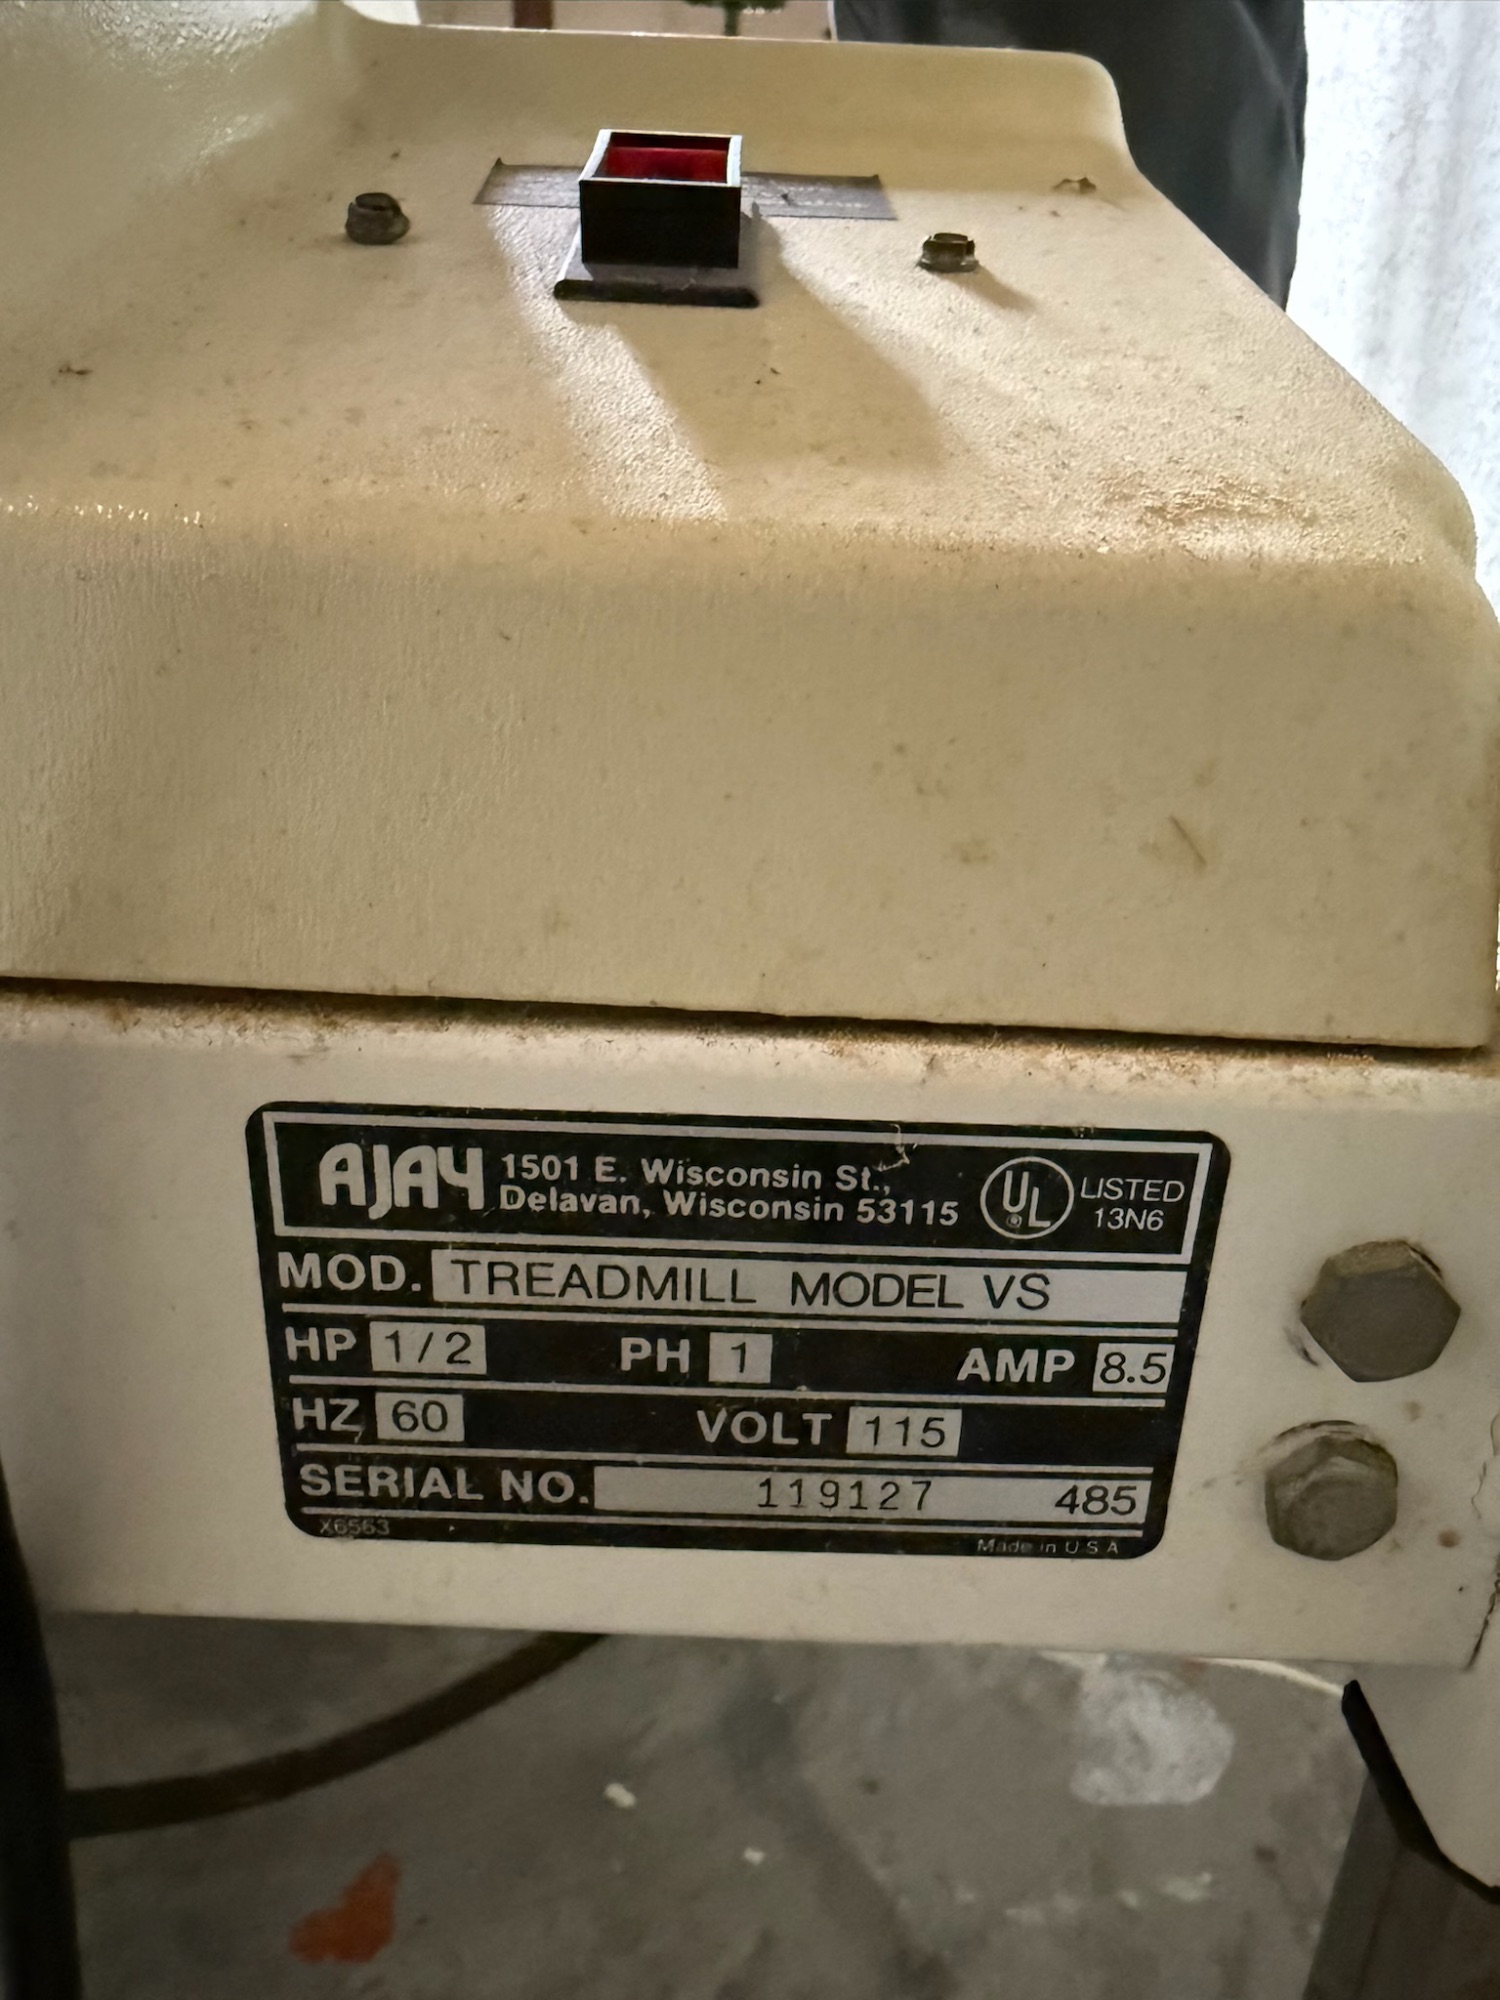 AJAY 1501 E. Wisconsin St.,
Delavan, Wisconsin 53115
UL LISTED
13N6
MOD. TREADMILL MODEL VS
HP 1/2 PH 1 AMP 8.5
HZ 60 VOLT 115
SERIAL NO. 119127 485
X6563 Made in U S A